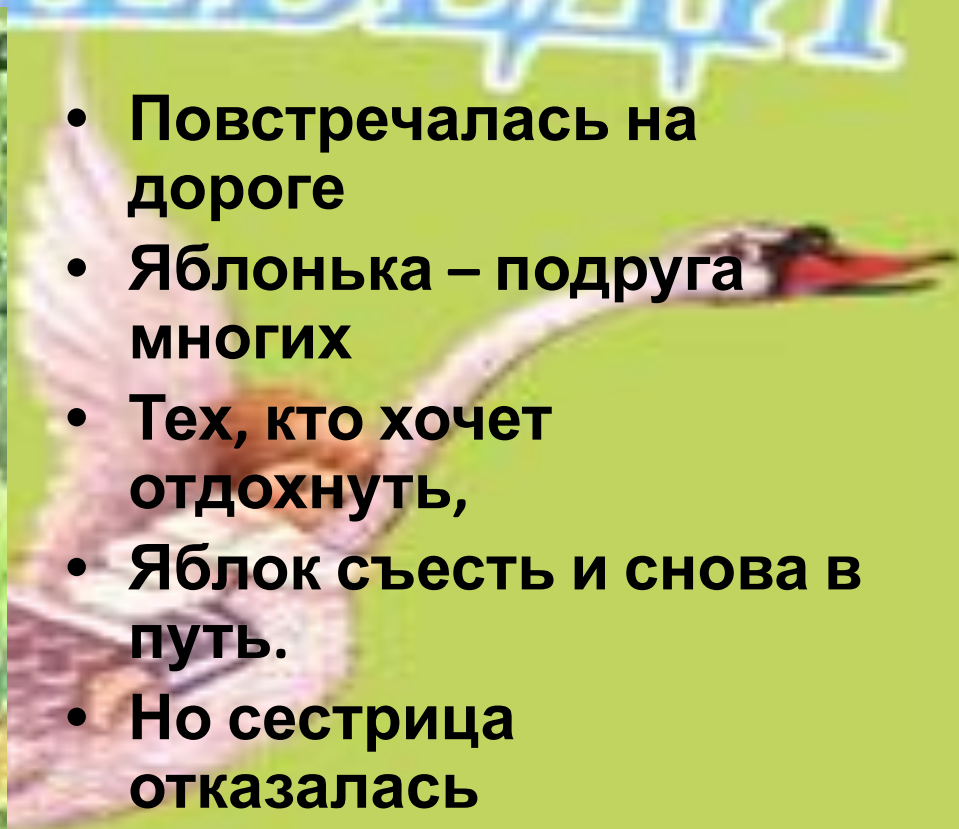 • Повстречалась на
дороге
• Яблонька – подруга
многих
• Тех, кто хочет
отдохнуть,
• Яблок съесть и снова в
путь.
• Но сестрица
отказалась